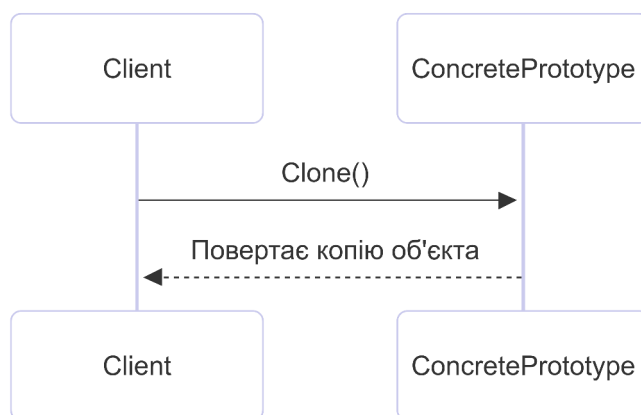 Client
ConcretePrototype
Clone()
Повертає копію об'єкта
Client
ConcretePrototype